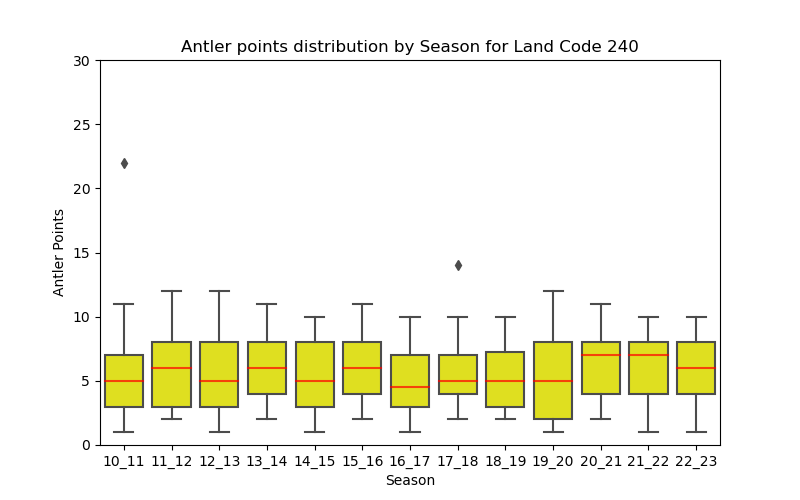 Antler points distribution by Season for Land Code 240
30
25
20
15
10
5
0
Antler Points
10_11 11_12 12_13 13_14 14_15 15_16 16_17 17_18 18_19 19_20 20_21 21_22 22_23
Season